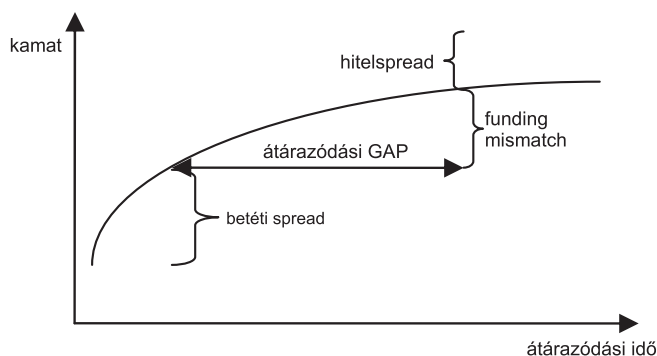 kamat
hitelspread
funding
mismatch
átárazódási GAP
betéti spread
átárazódási idő